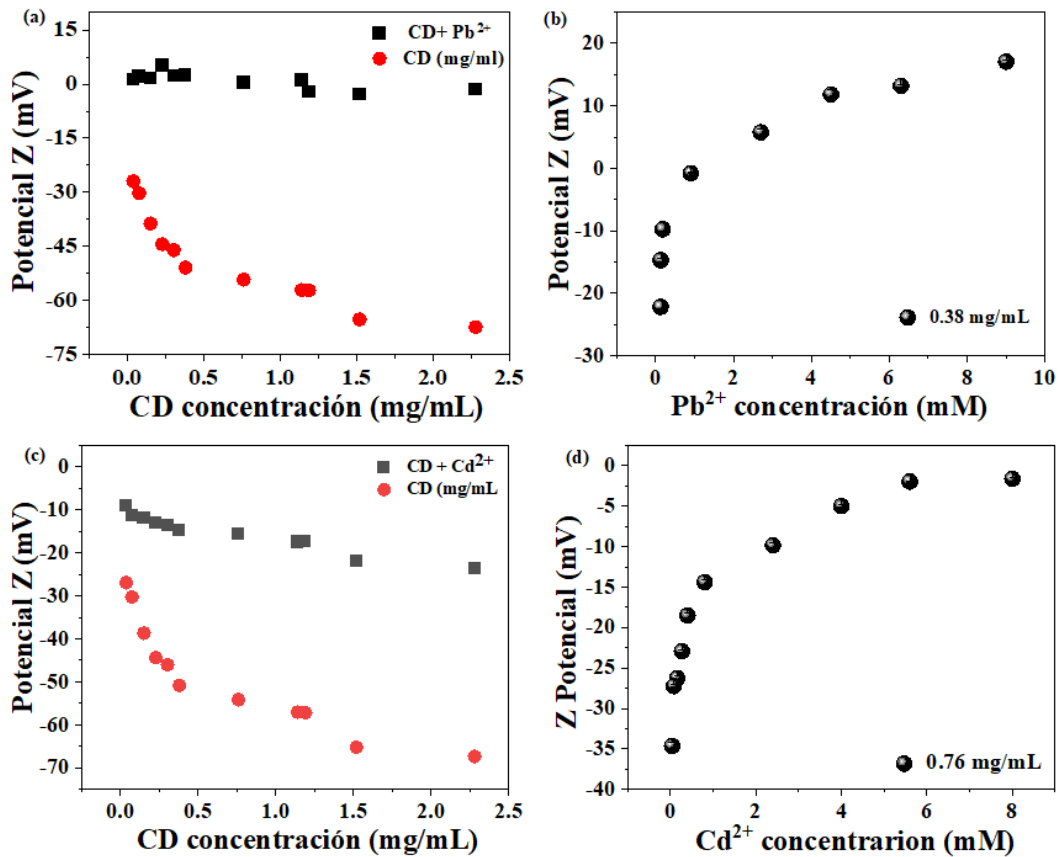 (a)
CD+ Pb²⁺
CD (mg/ml)
15
0
-15
-30
-45
-60
-75
Potencial Z (mV)
0.0 0.5 1.0 1.5 2.0 2.5
CD concentración (mg/mL)
(b)
20
10
0
-10
-20
-30
Potencial Z (mV)
0.38 mg/mL
0 2 4 6 8 10
Pb²⁺ concentración (mM)
(c)
CD + Cd²⁺
CD (mg/mL
0
-10
-20
-30
-40
-50
-60
-70
Potencial Z (mV)
0.0 0.5 1.0 1.5 2.0 2.5
CD concentración (mg/mL)
(d)
0
-5
-10
-15
-20
-25
-30
-35
-40
Z Potencial (mV)
0.76 mg/mL
0 2 4 6 8
Cd²⁺ concentrarion (mM)